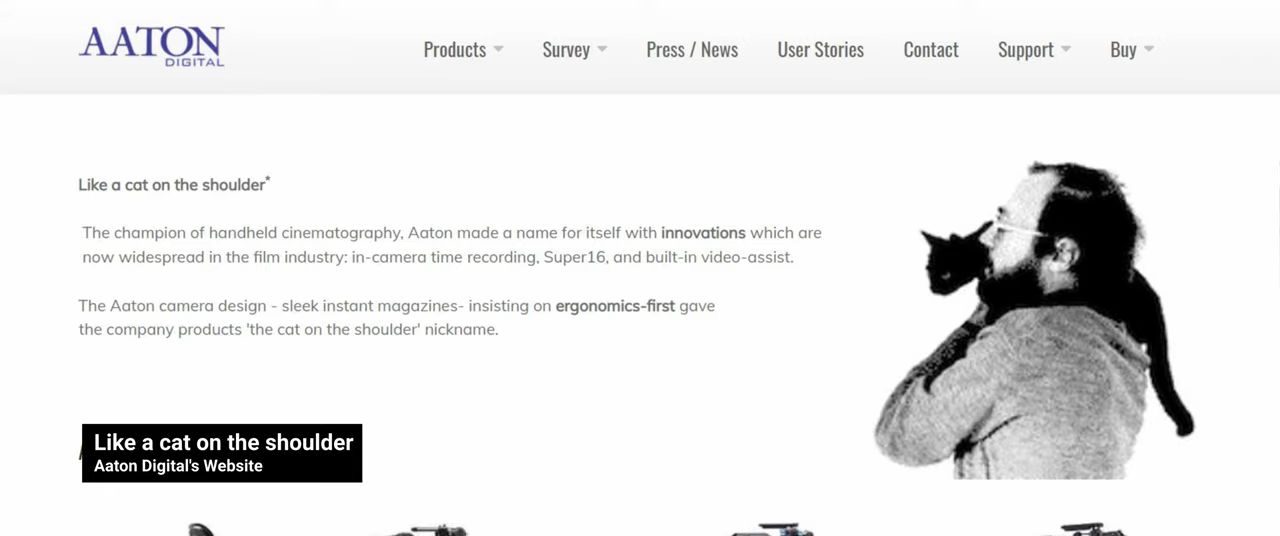 AATON
DIGITAL
Products Survey Press / News User Stories Contact Support Buy
Like a cat on the shoulder*
The champion of handheld cinematography, Aaton made a name for itself with innovations which are
now widespread in the film industry: in-camera time recording, Super16, and built-in video-assist.
The Aaton camera design - sleek instant magazines- insisting on ergonomics-first gave
the company products 'the cat on the shoulder' nickname.
Like a cat on the shoulder
Aaton Digital's Website